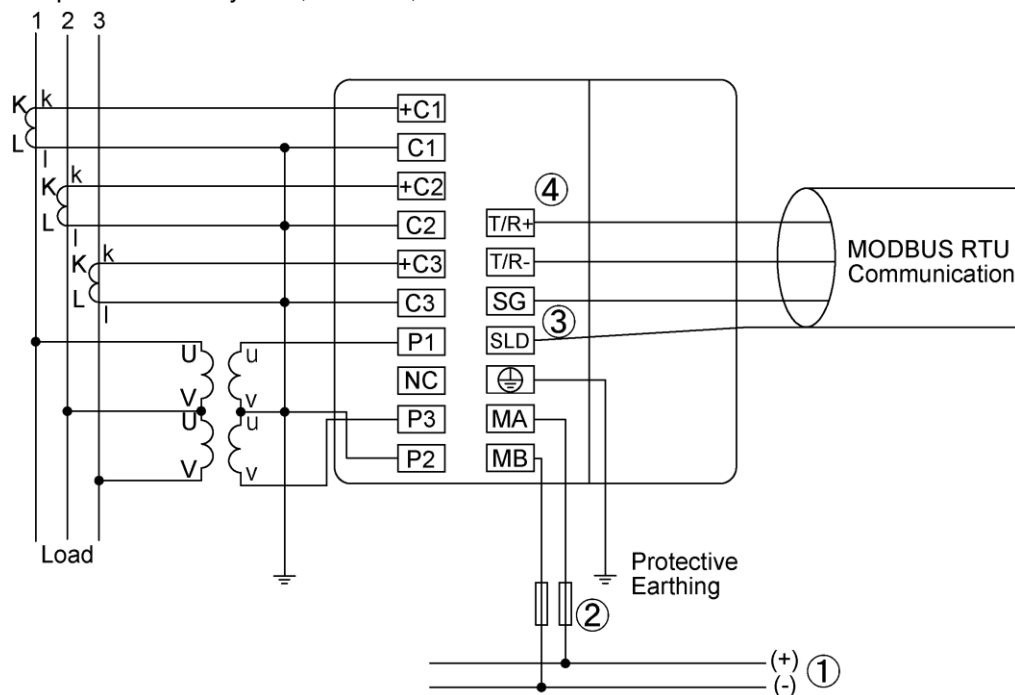 1 2 3
K k
+C1
L l
C1
K k
+C2
L l
C2
K k
+C3
L l
C3
U u
P1
V v
NC
U u
P3
V v
P2
Load
④
T/R+
T/R-
SG
③
SLD
MA
MB
MODBUS RTU
Communication
Protective
Earthing
②
(+) ①
(-)